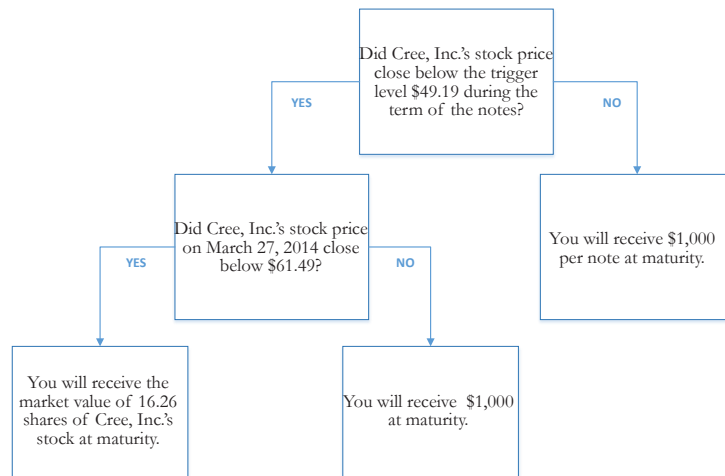 Did Cree, Inc.'s stock price
close below the trigger
level $49.19 during the
term of the notes?
YES
NO
Did Cree, Inc.'s stock price
on March 27, 2014 close
below $61.49?
You will receive $1,000
per note at maturity.
YES
NO
You will receive the
market value of 16.26
shares of Cree, Inc.'s
stock at maturity.
You will receive $1,000
at maturity.